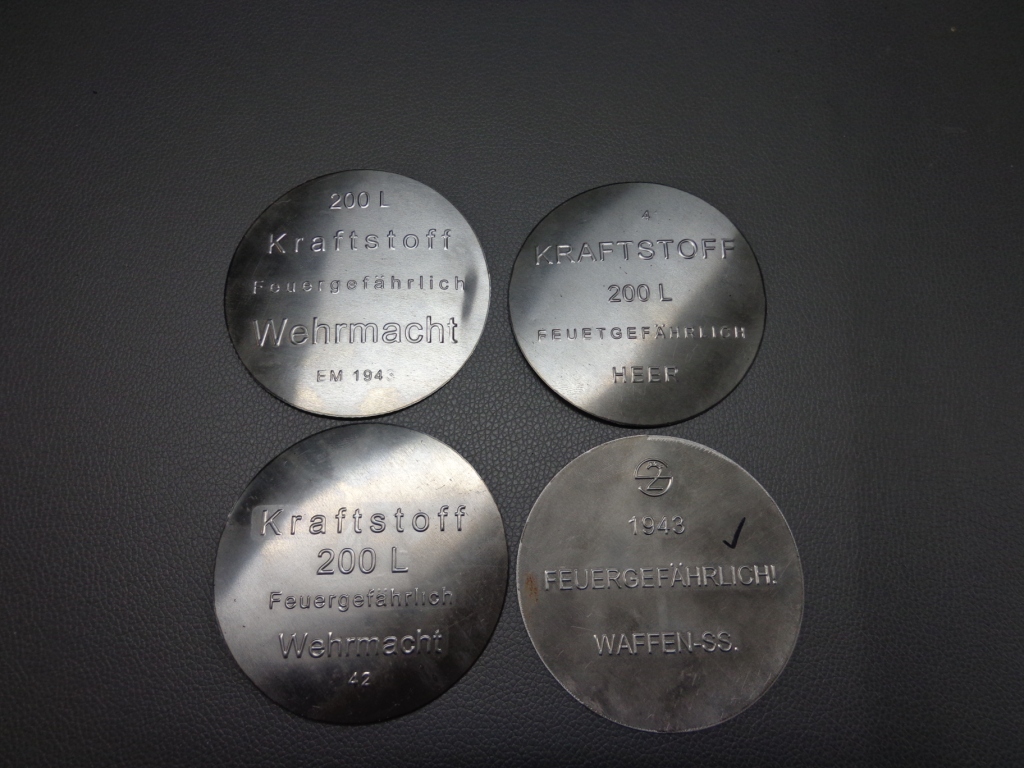 200 L
Kraftstoff
Feuergefährlich
Wehrmacht
EM 1943
4
KRAFTSTOFF
200 L
FEUETGEFÄHRLICH
HEER
Kraftstoff
200 L
Feuergefährlich
Wehrmacht
42
2
1943
FEUERGEFÄHRLICH!
WAFFEN-SS.